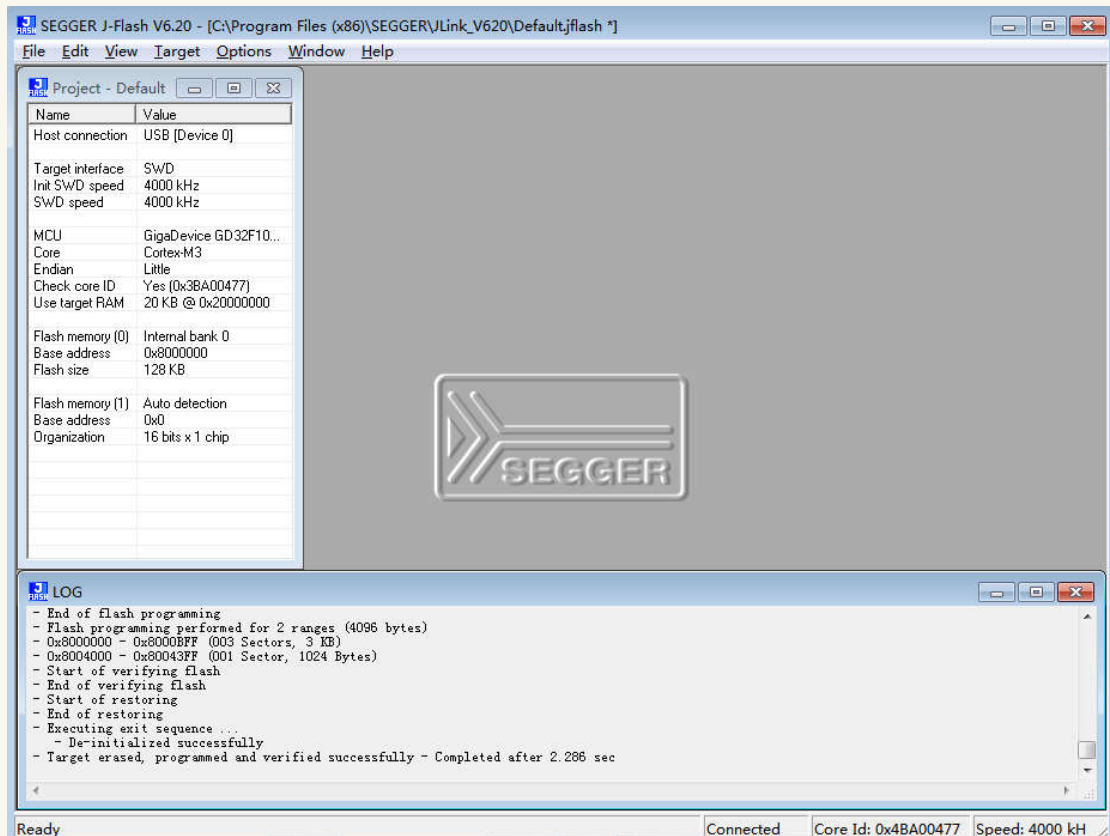 SEGGER J-Flash V6.20 - [C:\Program Files (x86)\SEGGER\JLink_V620\Default.jflash *]
File Edit View Target Options Window Help
Project - Default
Name Value
Host connection USB [Device 0]
Target interface SWD
Init SWD speed 4000 kHz
SWD speed 4000 kHz
MCU GigaDevice GD32F10...
Core Cortex-M3
Endian Little
Check core ID Yes (0x3BA00477)
Use target RAM 20 KB @ 0x20000000
Flash memory (0) Internal bank 0
Base address 0x8000000
Flash size 128 KB
Flash memory (1) Auto detection
Base address 0x0
Organization 16 bits x 1 chip
SEGGER
LOG
- End of flash programming
- Flash programming performed for 2 ranges (4096 bytes)
- 0x8000000 - 0x8000BFF (003 Sectors, 3 KB)
- 0x8004000 - 0x80043FF (001 Sector, 1024 Bytes)
- Start of verifying flash
- End of verifying flash
- Start of restoring
- End of restoring
- Executing exit sequence ...
- De-initialized successfully
- Target erased, programmed and verified successfully - Completed after 2.286 sec
Ready Connected Core Id: 0x4BA00477 Speed: 4000 kH